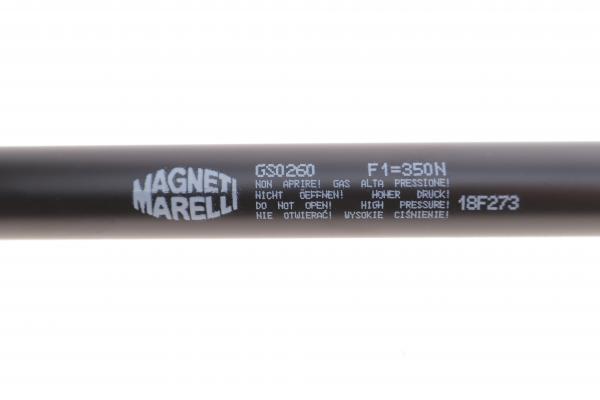 MAGNETI
MARELLI
GS0260 F1=350N
NON APRIRE! GAS ALTA PRESSIONE!
NICHT ÖFFNEN! HOHER DRUCK!
DO NOT OPEN! HIGH PRESSURE!
NIE OTWIERAĆ! WYSOKIE CIŚNIENIE!
18F273